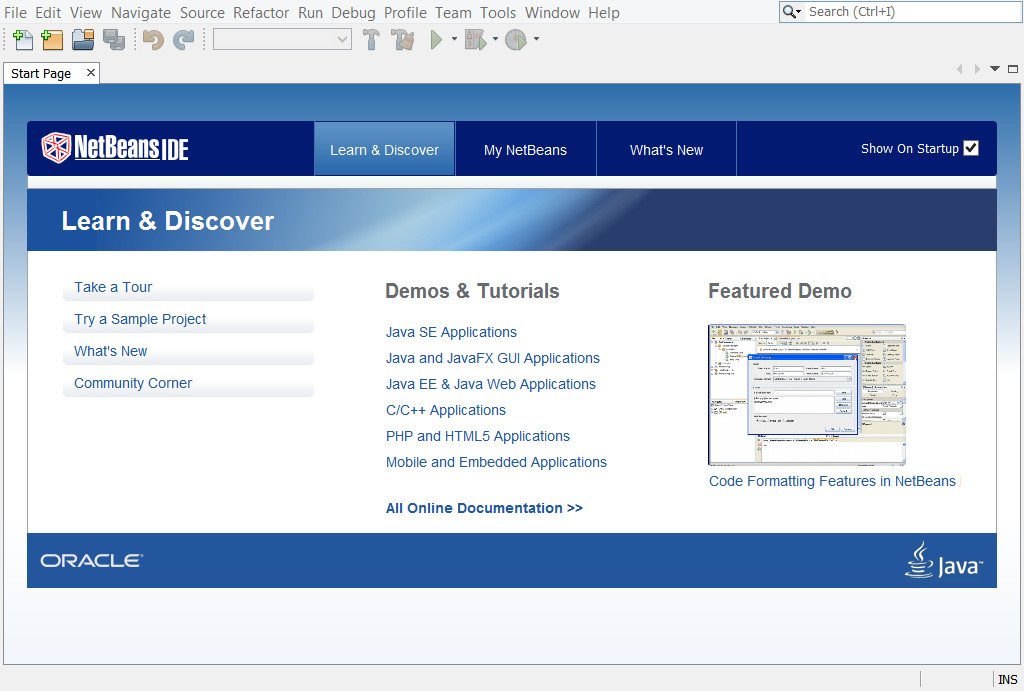 File Edit View Navigate Source Refactor Run Debug Profile Team Tools Window Help
Search (Ctrl+I)
Start Page
NetBeans IDE
Learn & Discover
My NetBeans
What's New
Show On Startup
Learn & Discover
Take a Tour
Try a Sample Project
What's New
Community Corner
Demos & Tutorials
Java SE Applications
Java and JavaFX GUI Applications
Java EE & Java Web Applications
C/C++ Applications
PHP and HTML5 Applications
Mobile and Embedded Applications
All Online Documentation >>
Featured Demo
Code Formatting Features in NetBeans
ORACLE
Java™
INS